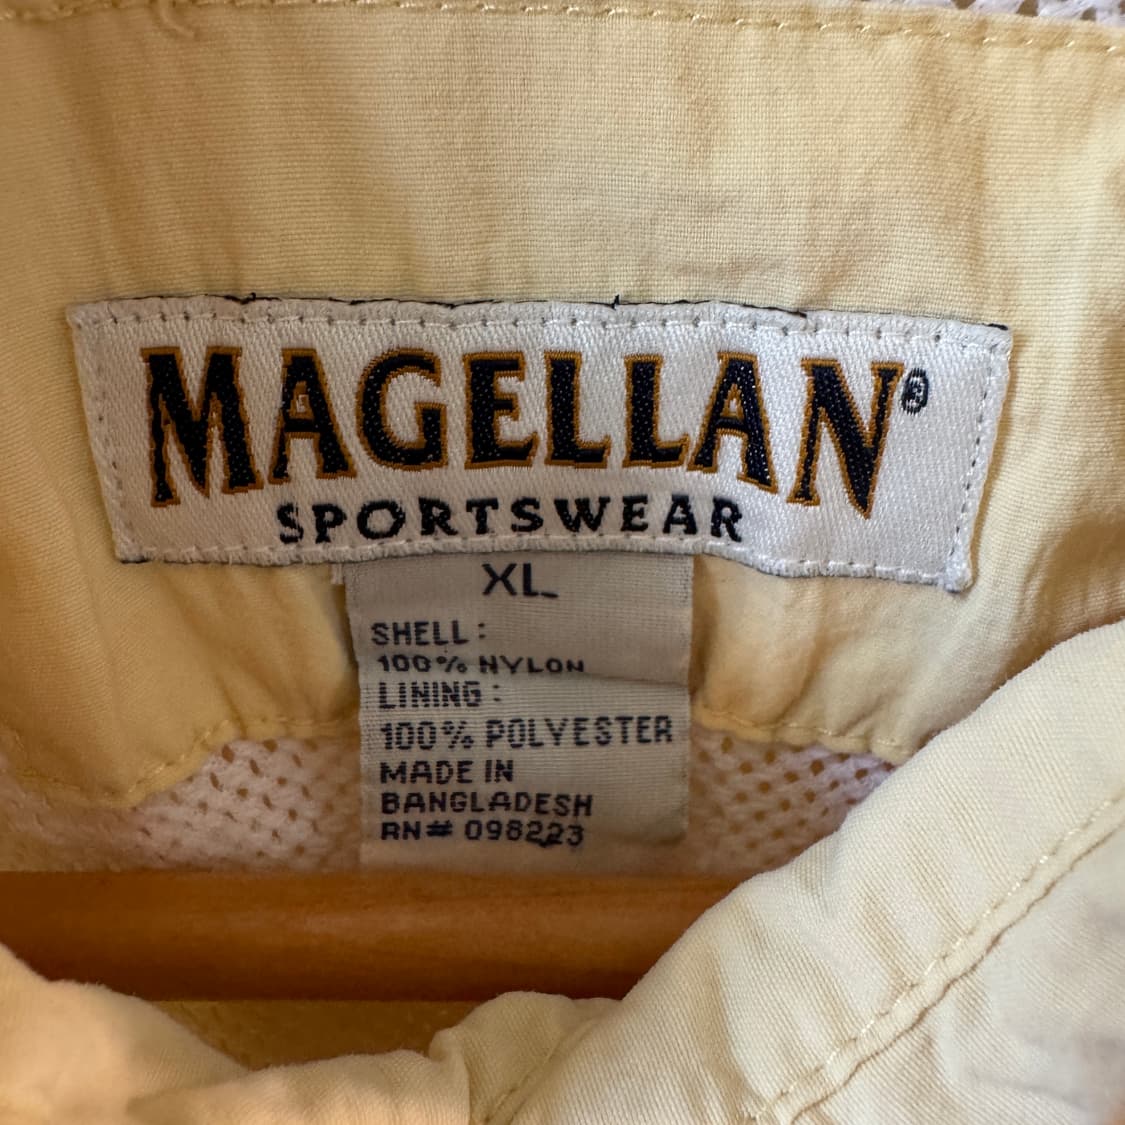 MAGELLAN®
SPORTSWEAR
XL
SHELL:
100% NYLON
LINING:
100% POLYESTER
MADE IN
BANGLADESH
RN# 098223